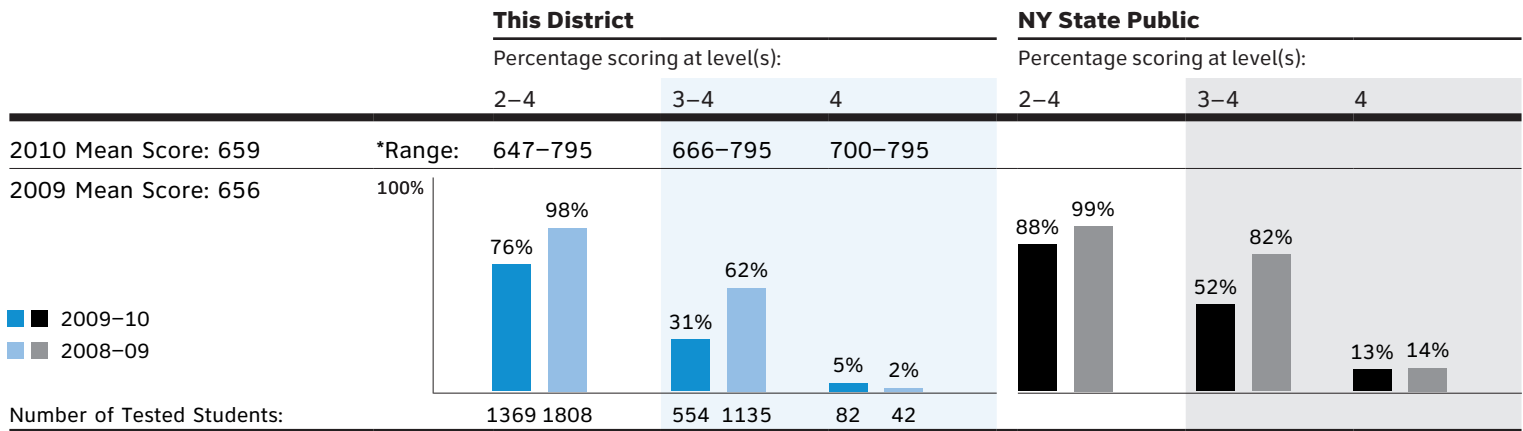 This District NY State Public
Percentage scoring at level(s): Percentage scoring at level(s):
2–4 3–4 4 2–4 3–4 4
2010 Mean Score: 659 *Range: 647–795 666–795 700–795
2009 Mean Score: 656 100%
98% 99%
76% 88%
62% 82%
31% 52%
5% 2% 13% 14%
2009–10
2008–09
Number of Tested Students: 1369 1808 554 1135 82 42